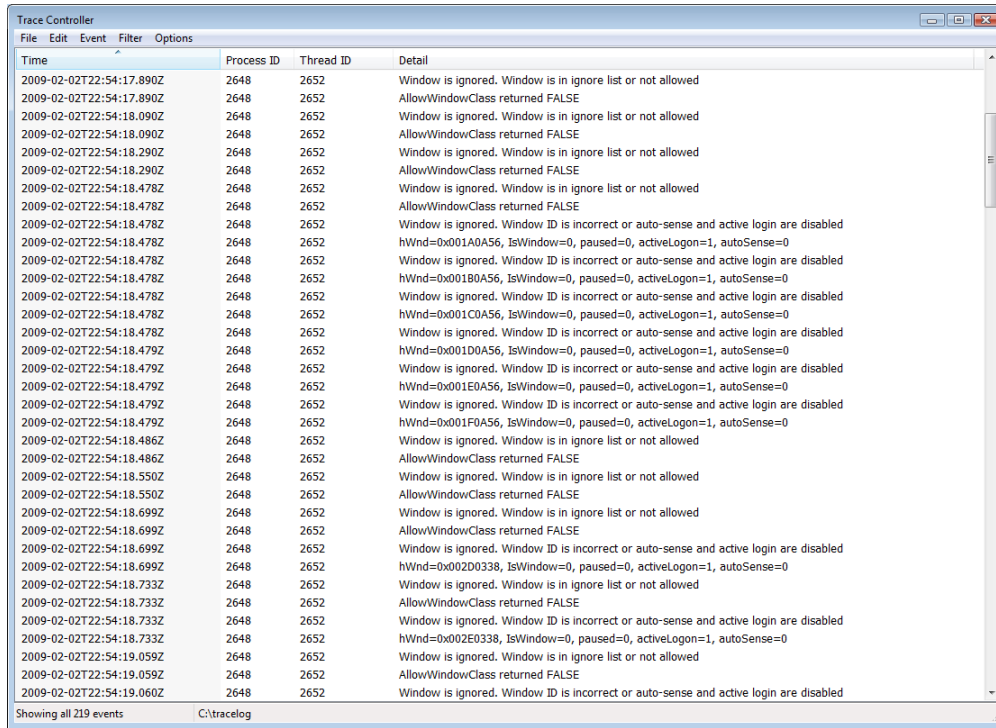 Trace Controller
File Edit Event Filter Options
Time Process ID Thread ID Detail
2009-02-02T22:54:17.890Z 2648 2652 Window is ignored. Window is in ignore list or not allowed
2009-02-02T22:54:17.890Z 2648 2652 AllowWindowClass returned FALSE
2009-02-02T22:54:18.090Z 2648 2652 Window is ignored. Window is in ignore list or not allowed
2009-02-02T22:54:18.090Z 2648 2652 AllowWindowClass returned FALSE
2009-02-02T22:54:18.290Z 2648 2652 Window is ignored. Window is in ignore list or not allowed
2009-02-02T22:54:18.290Z 2648 2652 AllowWindowClass returned FALSE
2009-02-02T22:54:18.478Z 2648 2652 Window is ignored. Window is in ignore list or not allowed
2009-02-02T22:54:18.478Z 2648 2652 AllowWindowClass returned FALSE
2009-02-02T22:54:18.478Z 2648 2652 Window is ignored. Window ID is incorrect or auto-sense and active login are disabled
2009-02-02T22:54:18.478Z 2648 2652 hWnd=0x001A0A56, IsWindow=0, paused=0, activeLogon=1, autoSense=0
2009-02-02T22:54:18.478Z 2648 2652 Window is ignored. Window ID is incorrect or auto-sense and active login are disabled
2009-02-02T22:54:18.478Z 2648 2652 hWnd=0x001B0A56, IsWindow=0, paused=0, activeLogon=1, autoSense=0
2009-02-02T22:54:18.478Z 2648 2652 Window is ignored. Window ID is incorrect or auto-sense and active login are disabled
2009-02-02T22:54:18.478Z 2648 2652 hWnd=0x001C0A56, IsWindow=0, paused=0, activeLogon=1, autoSense=0
2009-02-02T22:54:18.478Z 2648 2652 Window is ignored. Window ID is incorrect or auto-sense and active login are disabled
2009-02-02T22:54:18.479Z 2648 2652 hWnd=0x001D0A56, IsWindow=0, paused=0, activeLogon=1, autoSense=0
2009-02-02T22:54:18.479Z 2648 2652 Window is ignored. Window ID is incorrect or auto-sense and active login are disabled
2009-02-02T22:54:18.479Z 2648 2652 hWnd=0x001E0A56, IsWindow=0, paused=0, activeLogon=1, autoSense=0
2009-02-02T22:54:18.479Z 2648 2652 Window is ignored. Window ID is incorrect or auto-sense and active login are disabled
2009-02-02T22:54:18.479Z 2648 2652 hWnd=0x001F0A56, IsWindow=0, paused=0, activeLogon=1, autoSense=0
2009-02-02T22:54:18.486Z 2648 2652 Window is ignored. Window is in ignore list or not allowed
2009-02-02T22:54:18.486Z 2648 2652 AllowWindowClass returned FALSE
2009-02-02T22:54:18.550Z 2648 2652 Window is ignored. Window is in ignore list or not allowed
2009-02-02T22:54:18.550Z 2648 2652 AllowWindowClass returned FALSE
2009-02-02T22:54:18.699Z 2648 2652 Window is ignored. Window is in ignore list or not allowed
2009-02-02T22:54:18.699Z 2648 2652 AllowWindowClass returned FALSE
2009-02-02T22:54:18.699Z 2648 2652 Window is ignored. Window ID is incorrect or auto-sense and active login are disabled
2009-02-02T22:54:18.699Z 2648 2652 hWnd=0x002D0338, IsWindow=0, paused=0, activeLogon=1, autoSense=0
2009-02-02T22:54:18.733Z 2648 2652 Window is ignored. Window is in ignore list or not allowed
2009-02-02T22:54:18.733Z 2648 2652 AllowWindowClass returned FALSE
2009-02-02T22:54:18.733Z 2648 2652 Window is ignored. Window ID is incorrect or auto-sense and active login are disabled
2009-02-02T22:54:18.733Z 2648 2652 hWnd=0x002E0338, IsWindow=0, paused=0, activeLogon=1, autoSense=0
2009-02-02T22:54:19.059Z 2648 2652 Window is ignored. Window is in ignore list or not allowed
2009-02-02T22:54:19.059Z 2648 2652 AllowWindowClass returned FALSE
2009-02-02T22:54:19.060Z 2648 2652 Window is ignored. Window ID is incorrect or auto-sense and active login are disabled
Showing all 219 events C:\tracelog